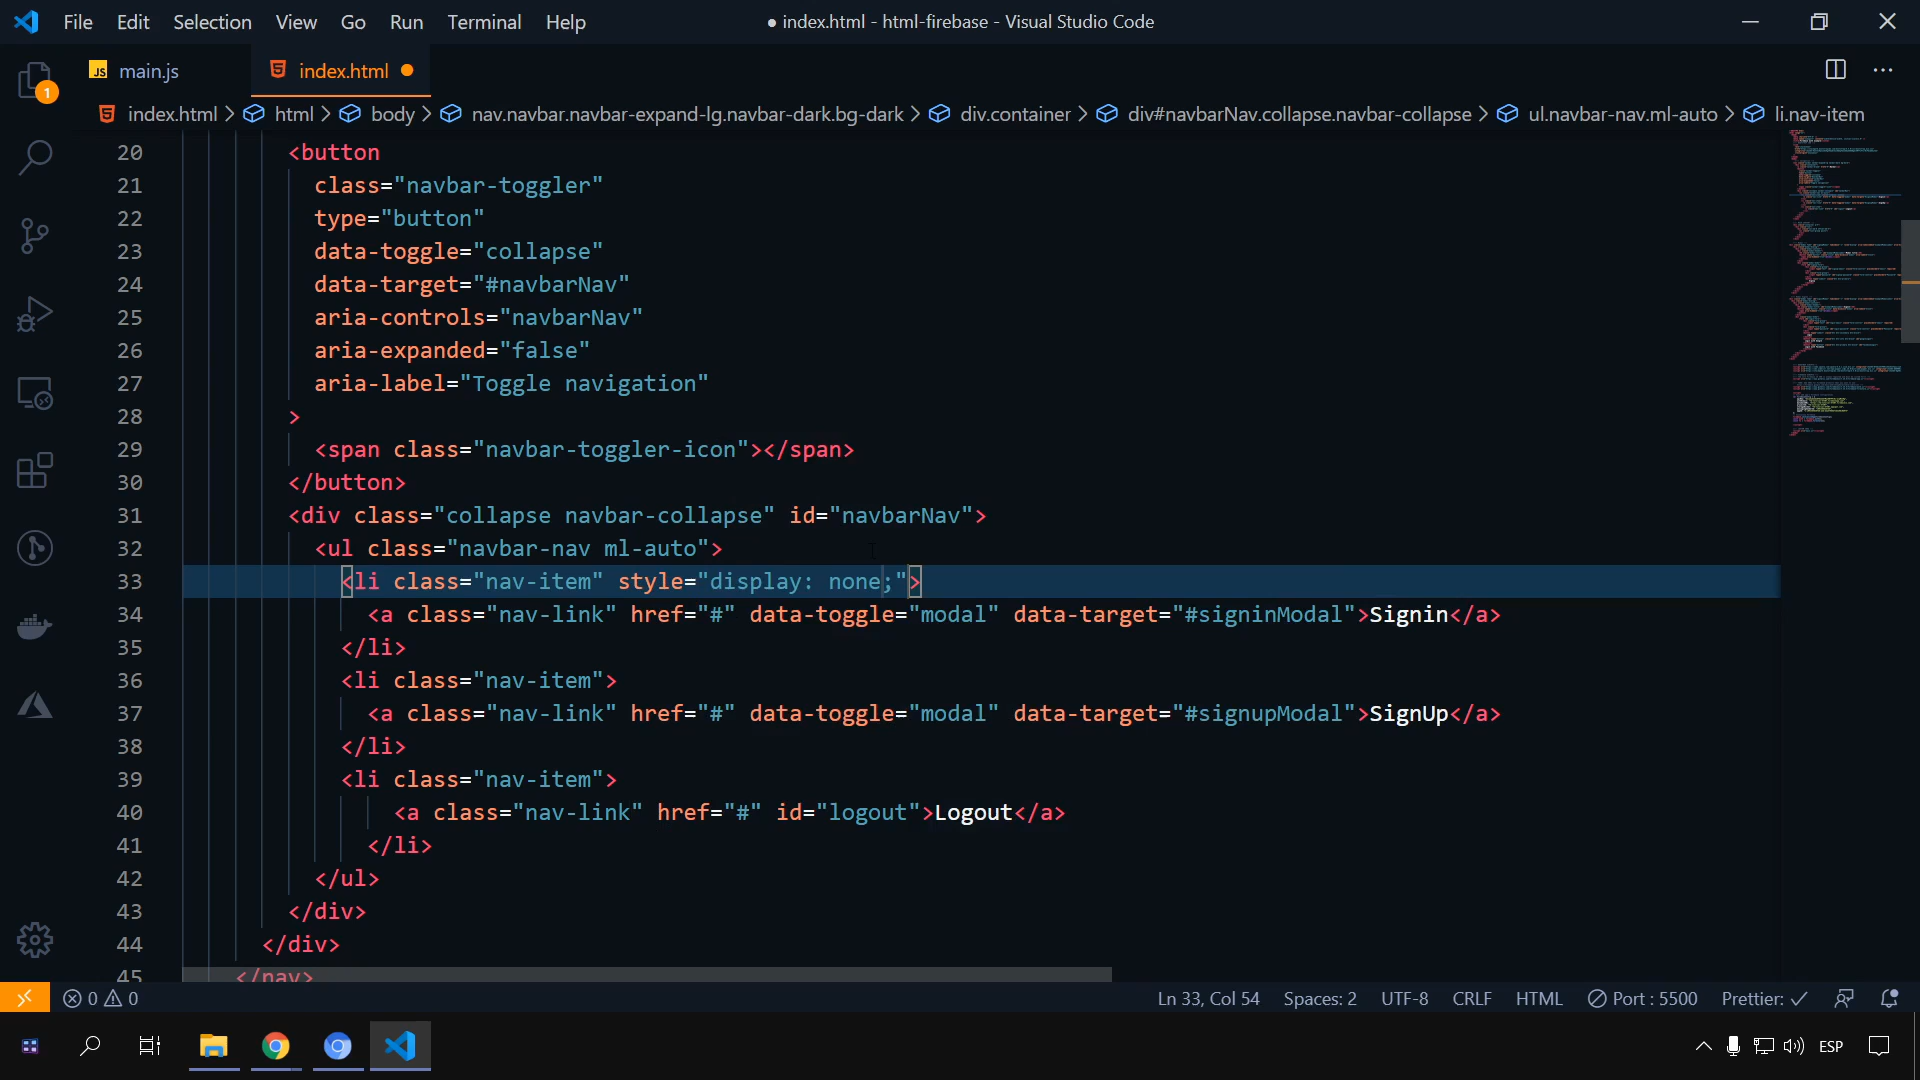 File Edit Selection View Go Run Terminal Help
● index.html - html-firebase - Visual Studio Code
JS main.js
index.html
index.html > html > body > nav.navbar.navbar-expand-lg.navbar-dark.bg-dark > div.container > div#navbarNav.collapse.navbar-collapse > ul.navbar-nav.ml-auto > li.nav-item
1
20 <button
21 class="navbar-toggler"
22 type="button"
23 data-toggle="collapse"
24 data-target="#navbarNav"
25 aria-controls="navbarNav"
26 aria-expanded="false"
27 aria-label="Toggle navigation"
28 >
29 <span class="navbar-toggler-icon"></span>
30 </button>
31 <div class="collapse navbar-collapse" id="navbarNav">
32 <ul class="navbar-nav ml-auto">
33 <li class="nav-item" style="display: none;">
34 <a class="nav-link" href="#" data-toggle="modal" data-target="#signinModal">Signin</a>
35 </li>
36 <li class="nav-item">
37 <a class="nav-link" href="#" data-toggle="modal" data-target="#signupModal">SignUp</a>
38 </li>
39 <li class="nav-item">
40 <a class="nav-link" href="#" id="logout">Logout</a>
41 </li>
42 </ul>
43 </div>
44 </div>
45 </nav>
0 0
Ln 33, Col 54 Spaces: 2 UTF-8 CRLF HTML Port : 5500 Prettier: ✓
ESP